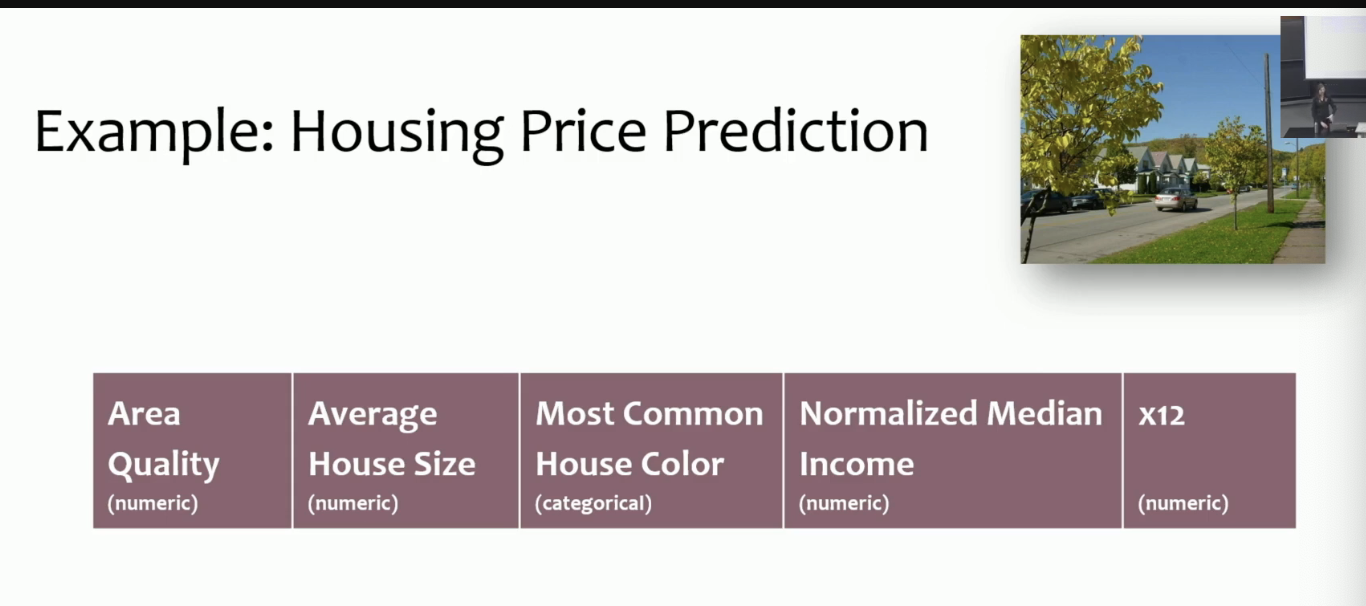 Example: Housing Price Prediction
Area
Quality
(numeric)
Average
House Size
(numeric)
Most Common
House Color
(categorical)
Normalized Median
Income
(numeric)
x12
(numeric)